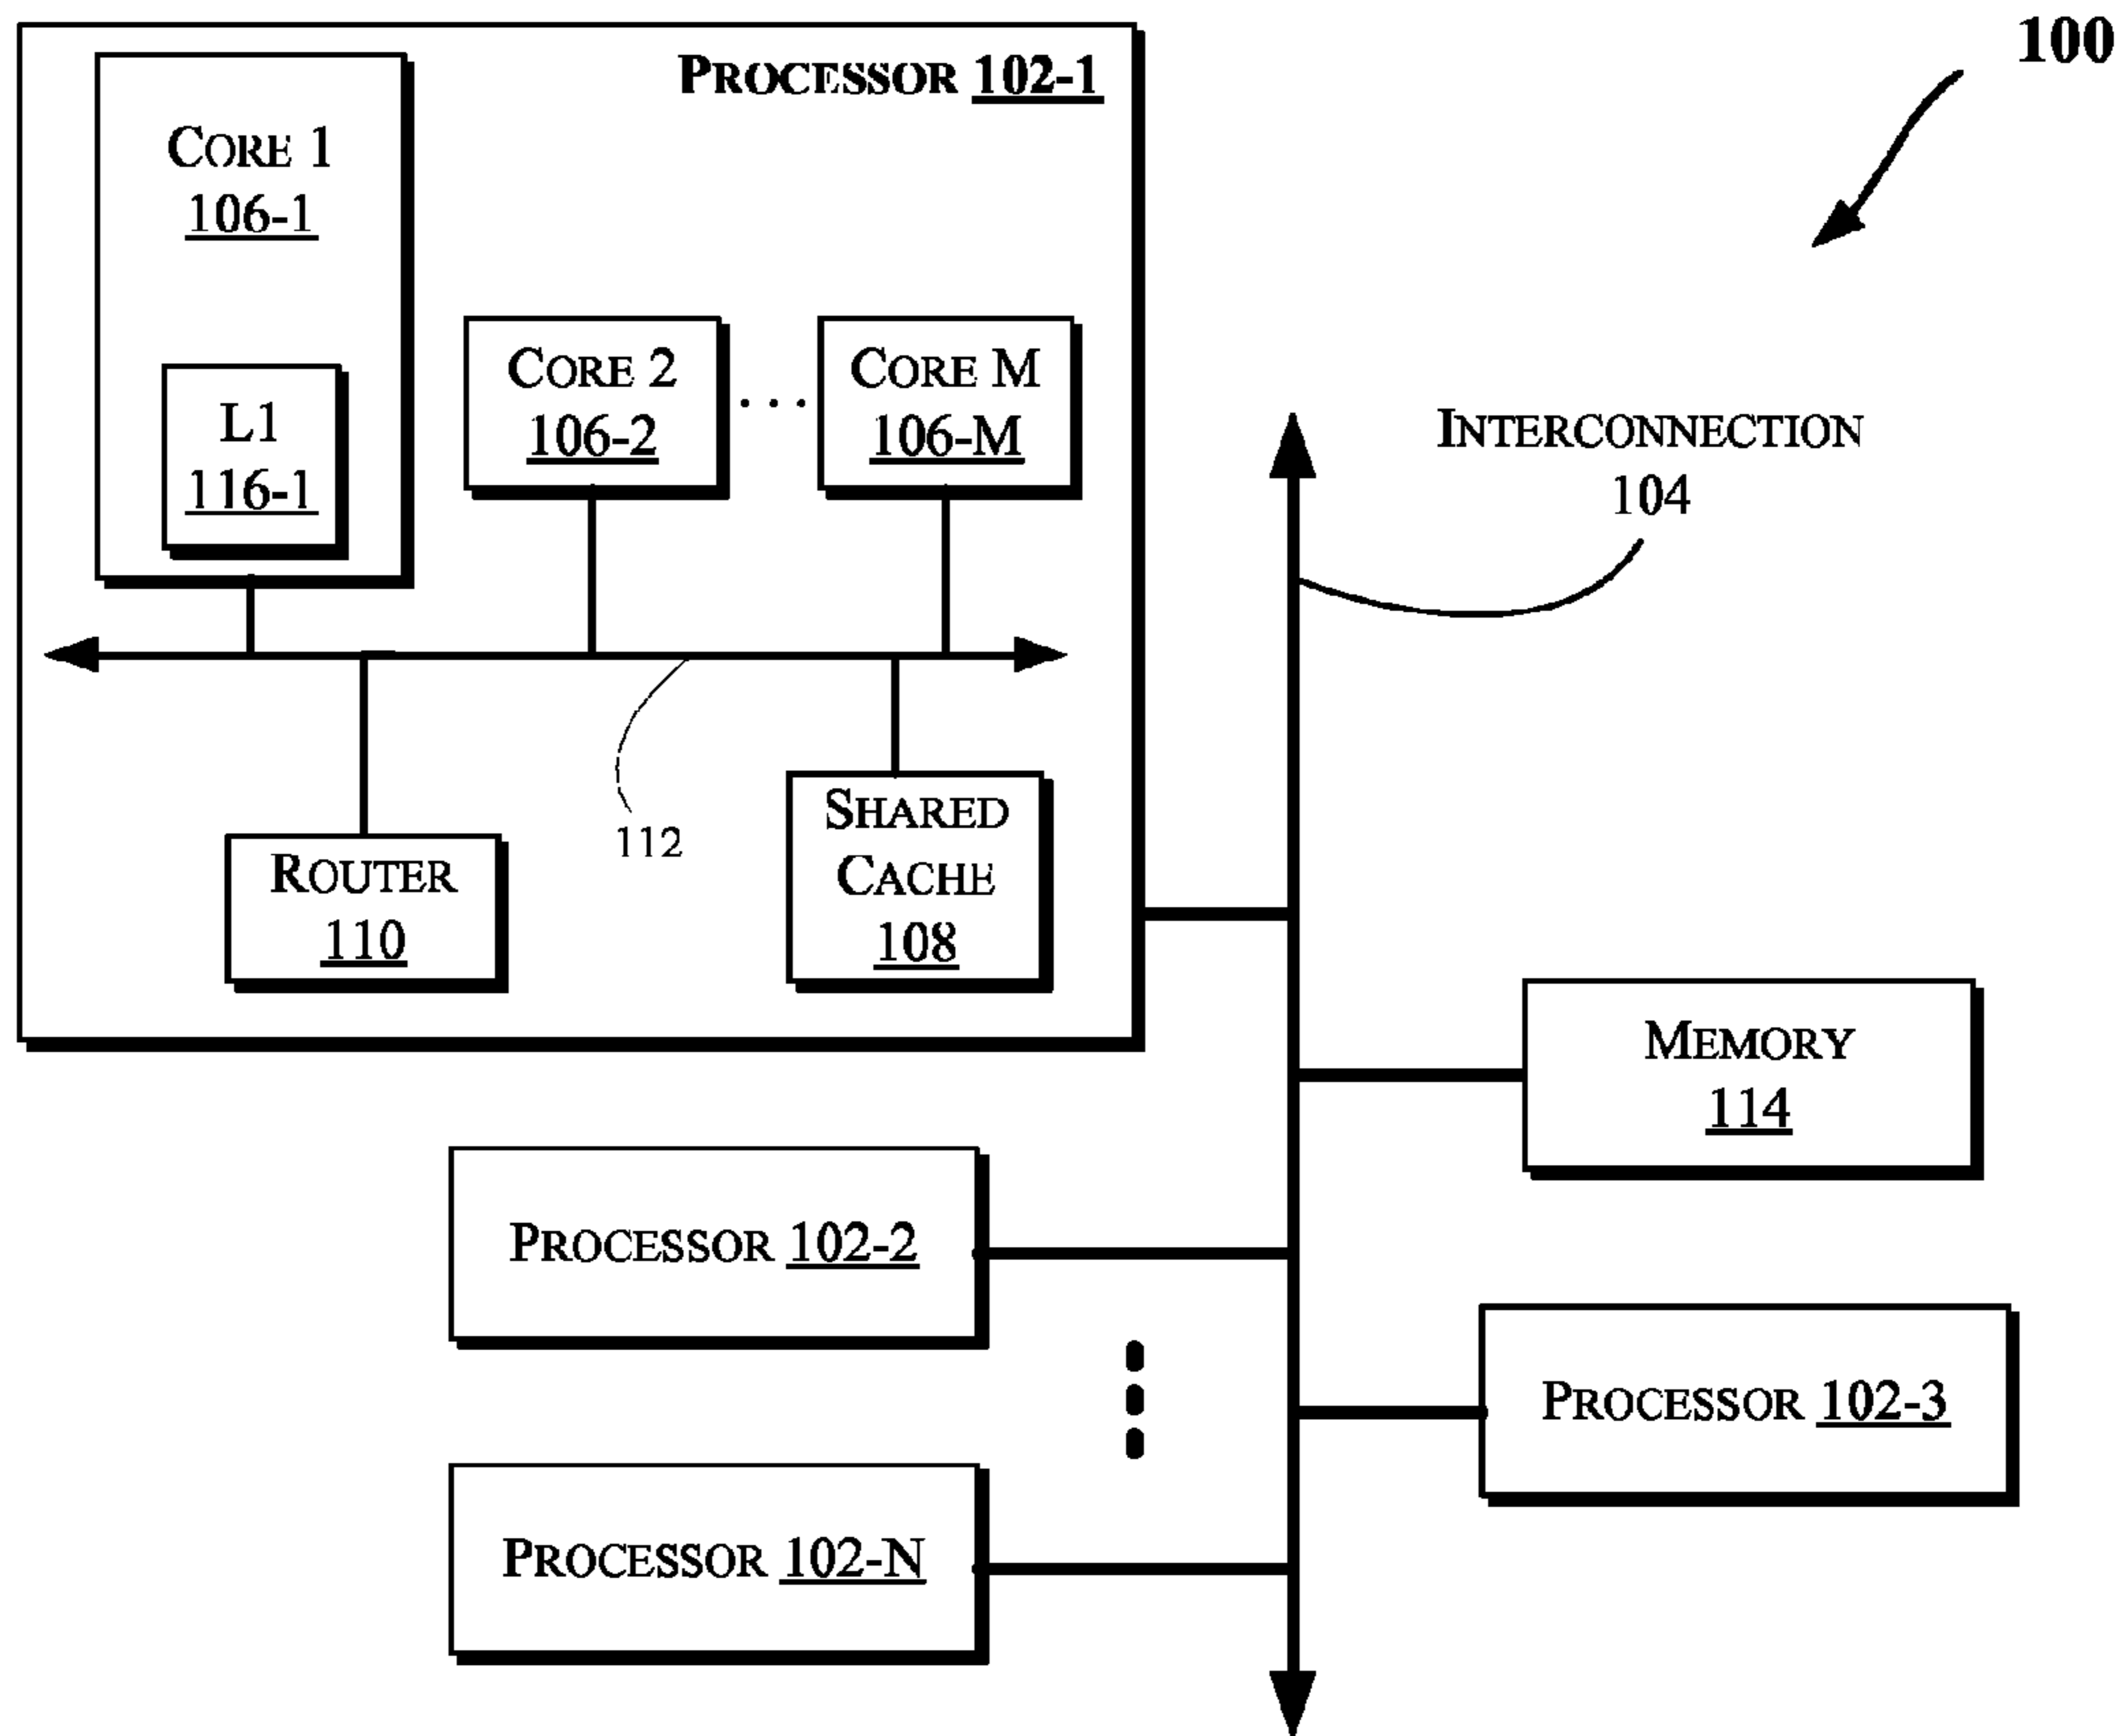 100
PROCESSOR 102-1
CORE 1
106-1
L1
116-1
CORE 2
106-2
...
CORE M
106-M
112
ROUTER
110
SHARED
CACHE
108
INTERCONNECTION
104
MEMORY
114
PROCESSOR 102-2
PROCESSOR 102-3
PROCESSOR 102-N